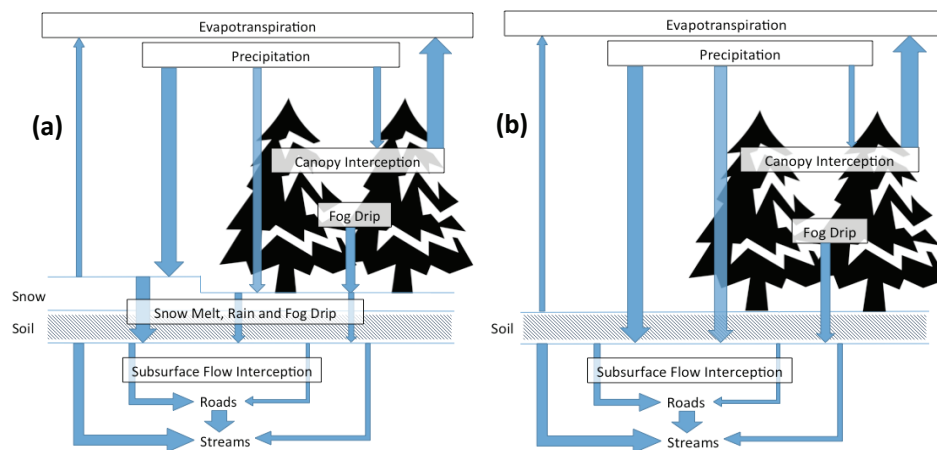 Evapotranspiration
Precipitation
(a)
Canopy Interception
Fog Drip
Snow
Snow Melt, Rain and Fog Drip
Soil
Subsurface Flow Interception
Roads
Streams
Evapotranspiration
Precipitation
(b)
Canopy Interception
Fog Drip
Soil
Subsurface Flow Interception
Roads
Streams